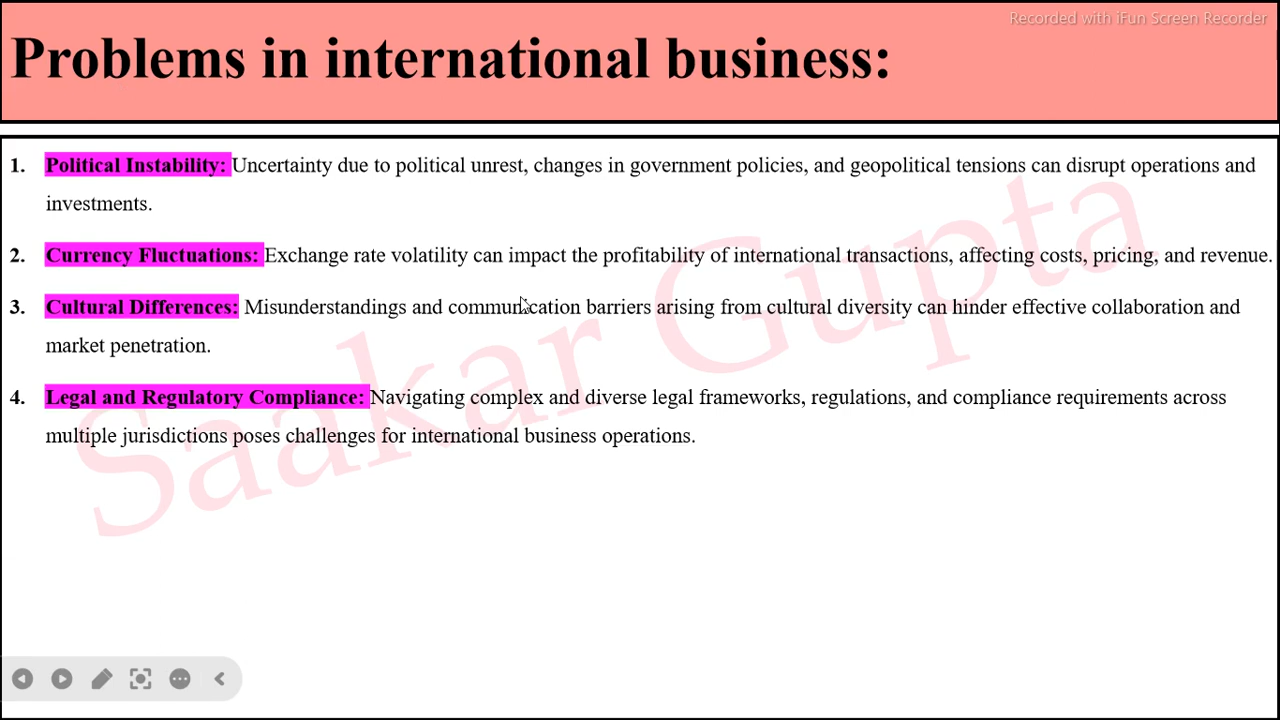 Recorded with iFun Screen Recorder
Problems in international business:
1. Political Instability: Uncertainty due to political unrest, changes in government policies, and geopolitical tensions can disrupt operations and
investments.
2. Currency Fluctuations: Exchange rate volatility can impact the profitability of international transactions, affecting costs, pricing, and revenue.
3. Cultural Differences: Misunderstandings and communication barriers arising from cultural diversity can hinder effective collaboration and
market penetration.
4. Legal and Regulatory Compliance: Navigating complex and diverse legal frameworks, regulations, and compliance requirements across
multiple jurisdictions poses challenges for international business operations.
Saakar Gupta